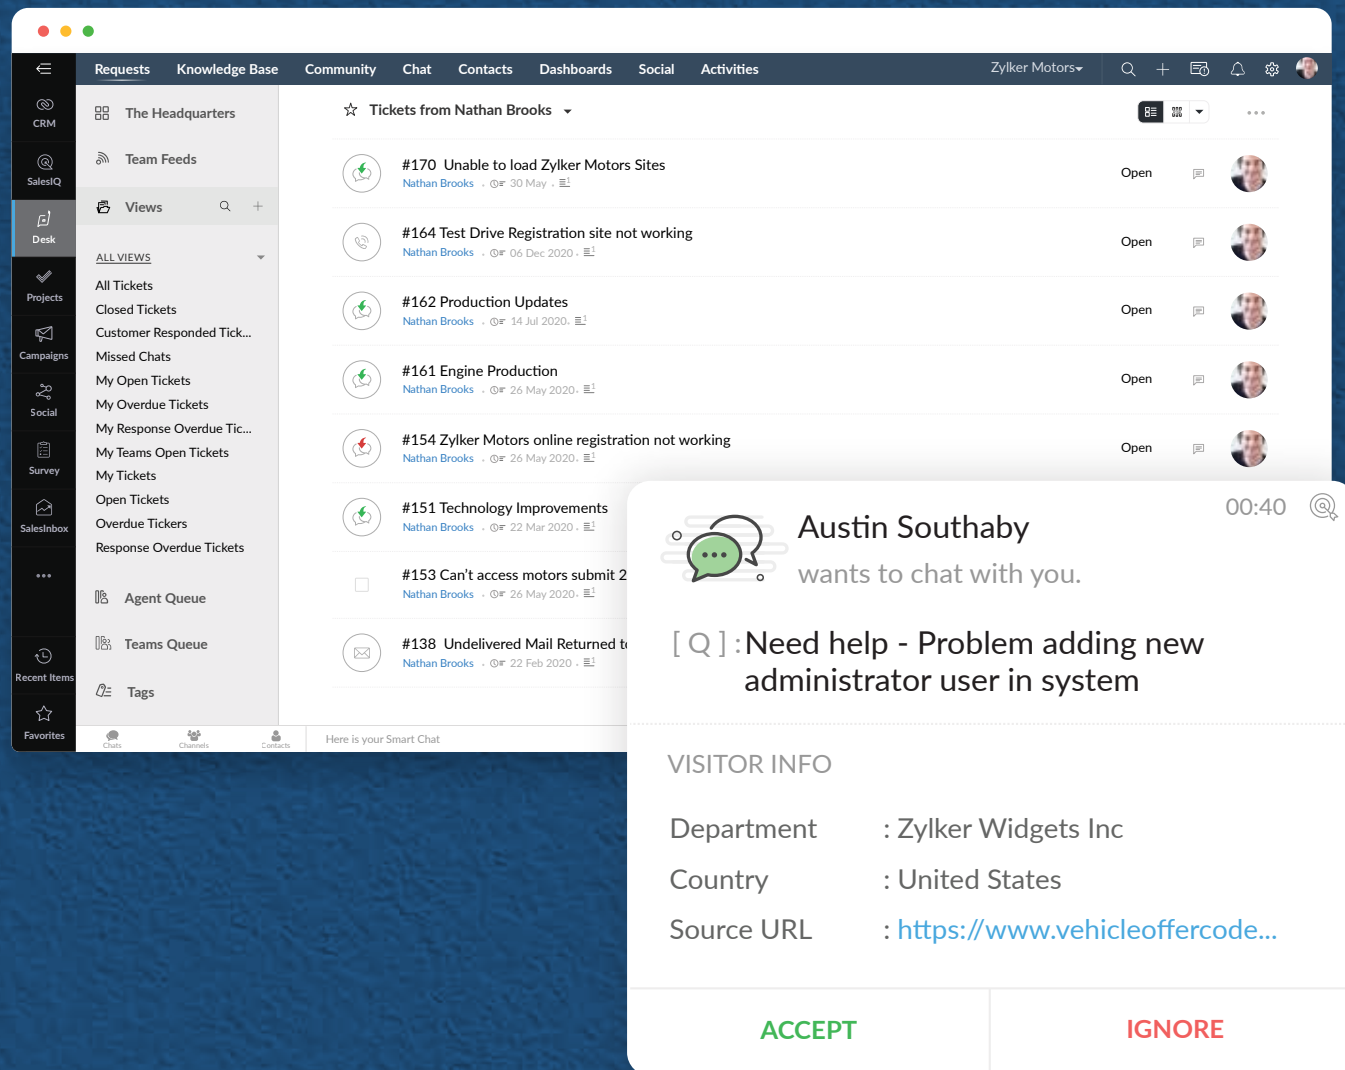 Requests Knowledge Base Community Chat Contacts Dashboards Social Activities Zylker Motors
CRM
SalesIQ
Desk
Projects
Campaigns
Social
Survey
SalesInbox
Recent Items
Favorites
The Headquarters
Team Feeds
Views
ALL VIEWS
All Tickets
Closed Tickets
Customer Responded Tick...
Missed Chats
My Open Tickets
My Overdue Tickets
My Response Overdue Tic...
My Teams Open Tickets
My Tickets
Open Tickets
Overdue Tickers
Response Overdue Tickets
Agent Queue
Teams Queue
Tags
Tickets from Nathan Brooks
#170 Unable to load Zylker Motors Sites
Nathan Brooks 30 May 1
Open
#164 Test Drive Registration site not working
Nathan Brooks 06 Dec 2020 1
Open
#162 Production Updates
Nathan Brooks 14 Jul 2020 1
Open
#161 Engine Production
Nathan Brooks 26 May 2020 1
Open
#154 Zylker Motors online registration not working
Nathan Brooks 26 May 2020 1
Open
#151 Technology Improvements
Nathan Brooks 22 Mar 2020 1
#153 Can't access motors submit 2
Nathan Brooks 26 May 2020 1
#138 Undelivered Mail Returned
Nathan Brooks 22 Feb 2020 1
Chats Channels Contacts
Here is your Smart Chat
00:40
Austin Southaby
wants to chat with you.
[ Q ] : Need help - Problem adding new
administrator user in system
VISITOR INFO
Department : Zylker Widgets Inc
Country : United States
Source URL : https://www.vehicleoffercode...
ACCEPT IGNORE